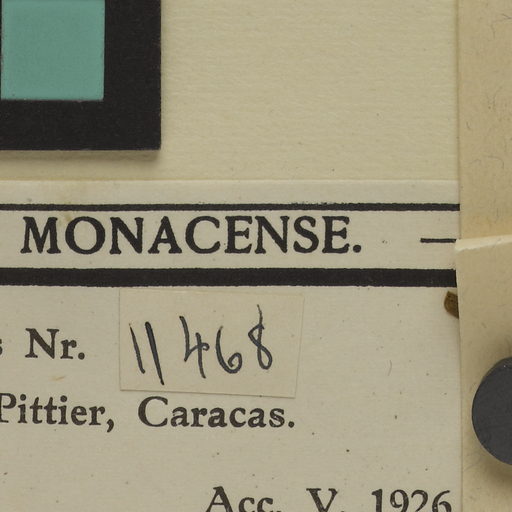 MONACENSE. —
s Nr. 11468
Pittier, Caracas.
Acc. V. 1926